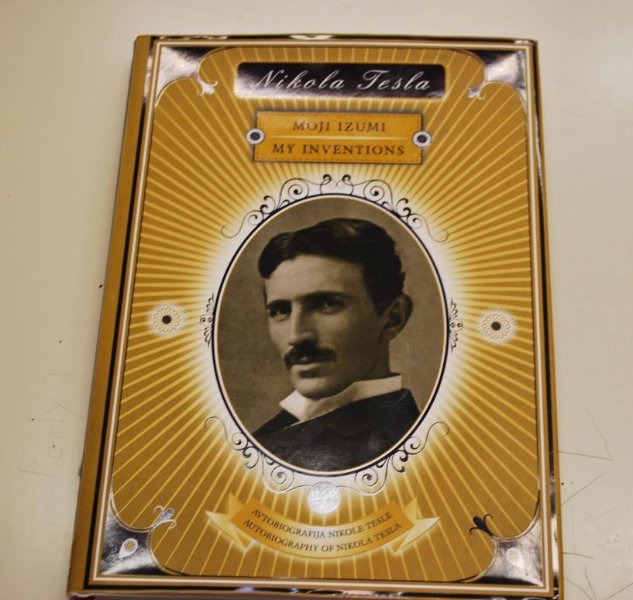 Nikola Tesla
MOJI IZUMI
MY INVENTIONS
AVTOBIOGRAFIJA NIKOLE TESLE
AUTOBIOGRAPHY OF NIKOLA TESLA